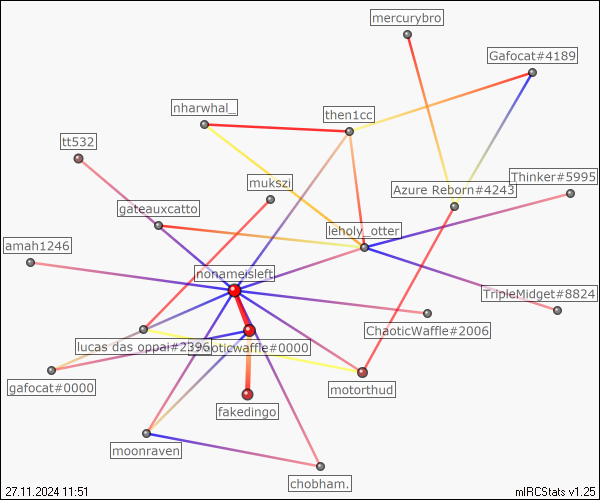 mercurybro
Gafocat#4189
nharwhal_
then1cc
tt532
mukszi
Thinker#5995
Azure Reborn#4243
gateauxcatto
leholy_otter
amah1246
nonameisleft
TripleMidget#8824
ChaoticWaffle#2006
lucas das oppai#2396
oticwaffle#0000
gafocat#0000
motorthud
fakedingo
moonraven
chobham.
27.11.2024 11:51
mIRCStats v1.25